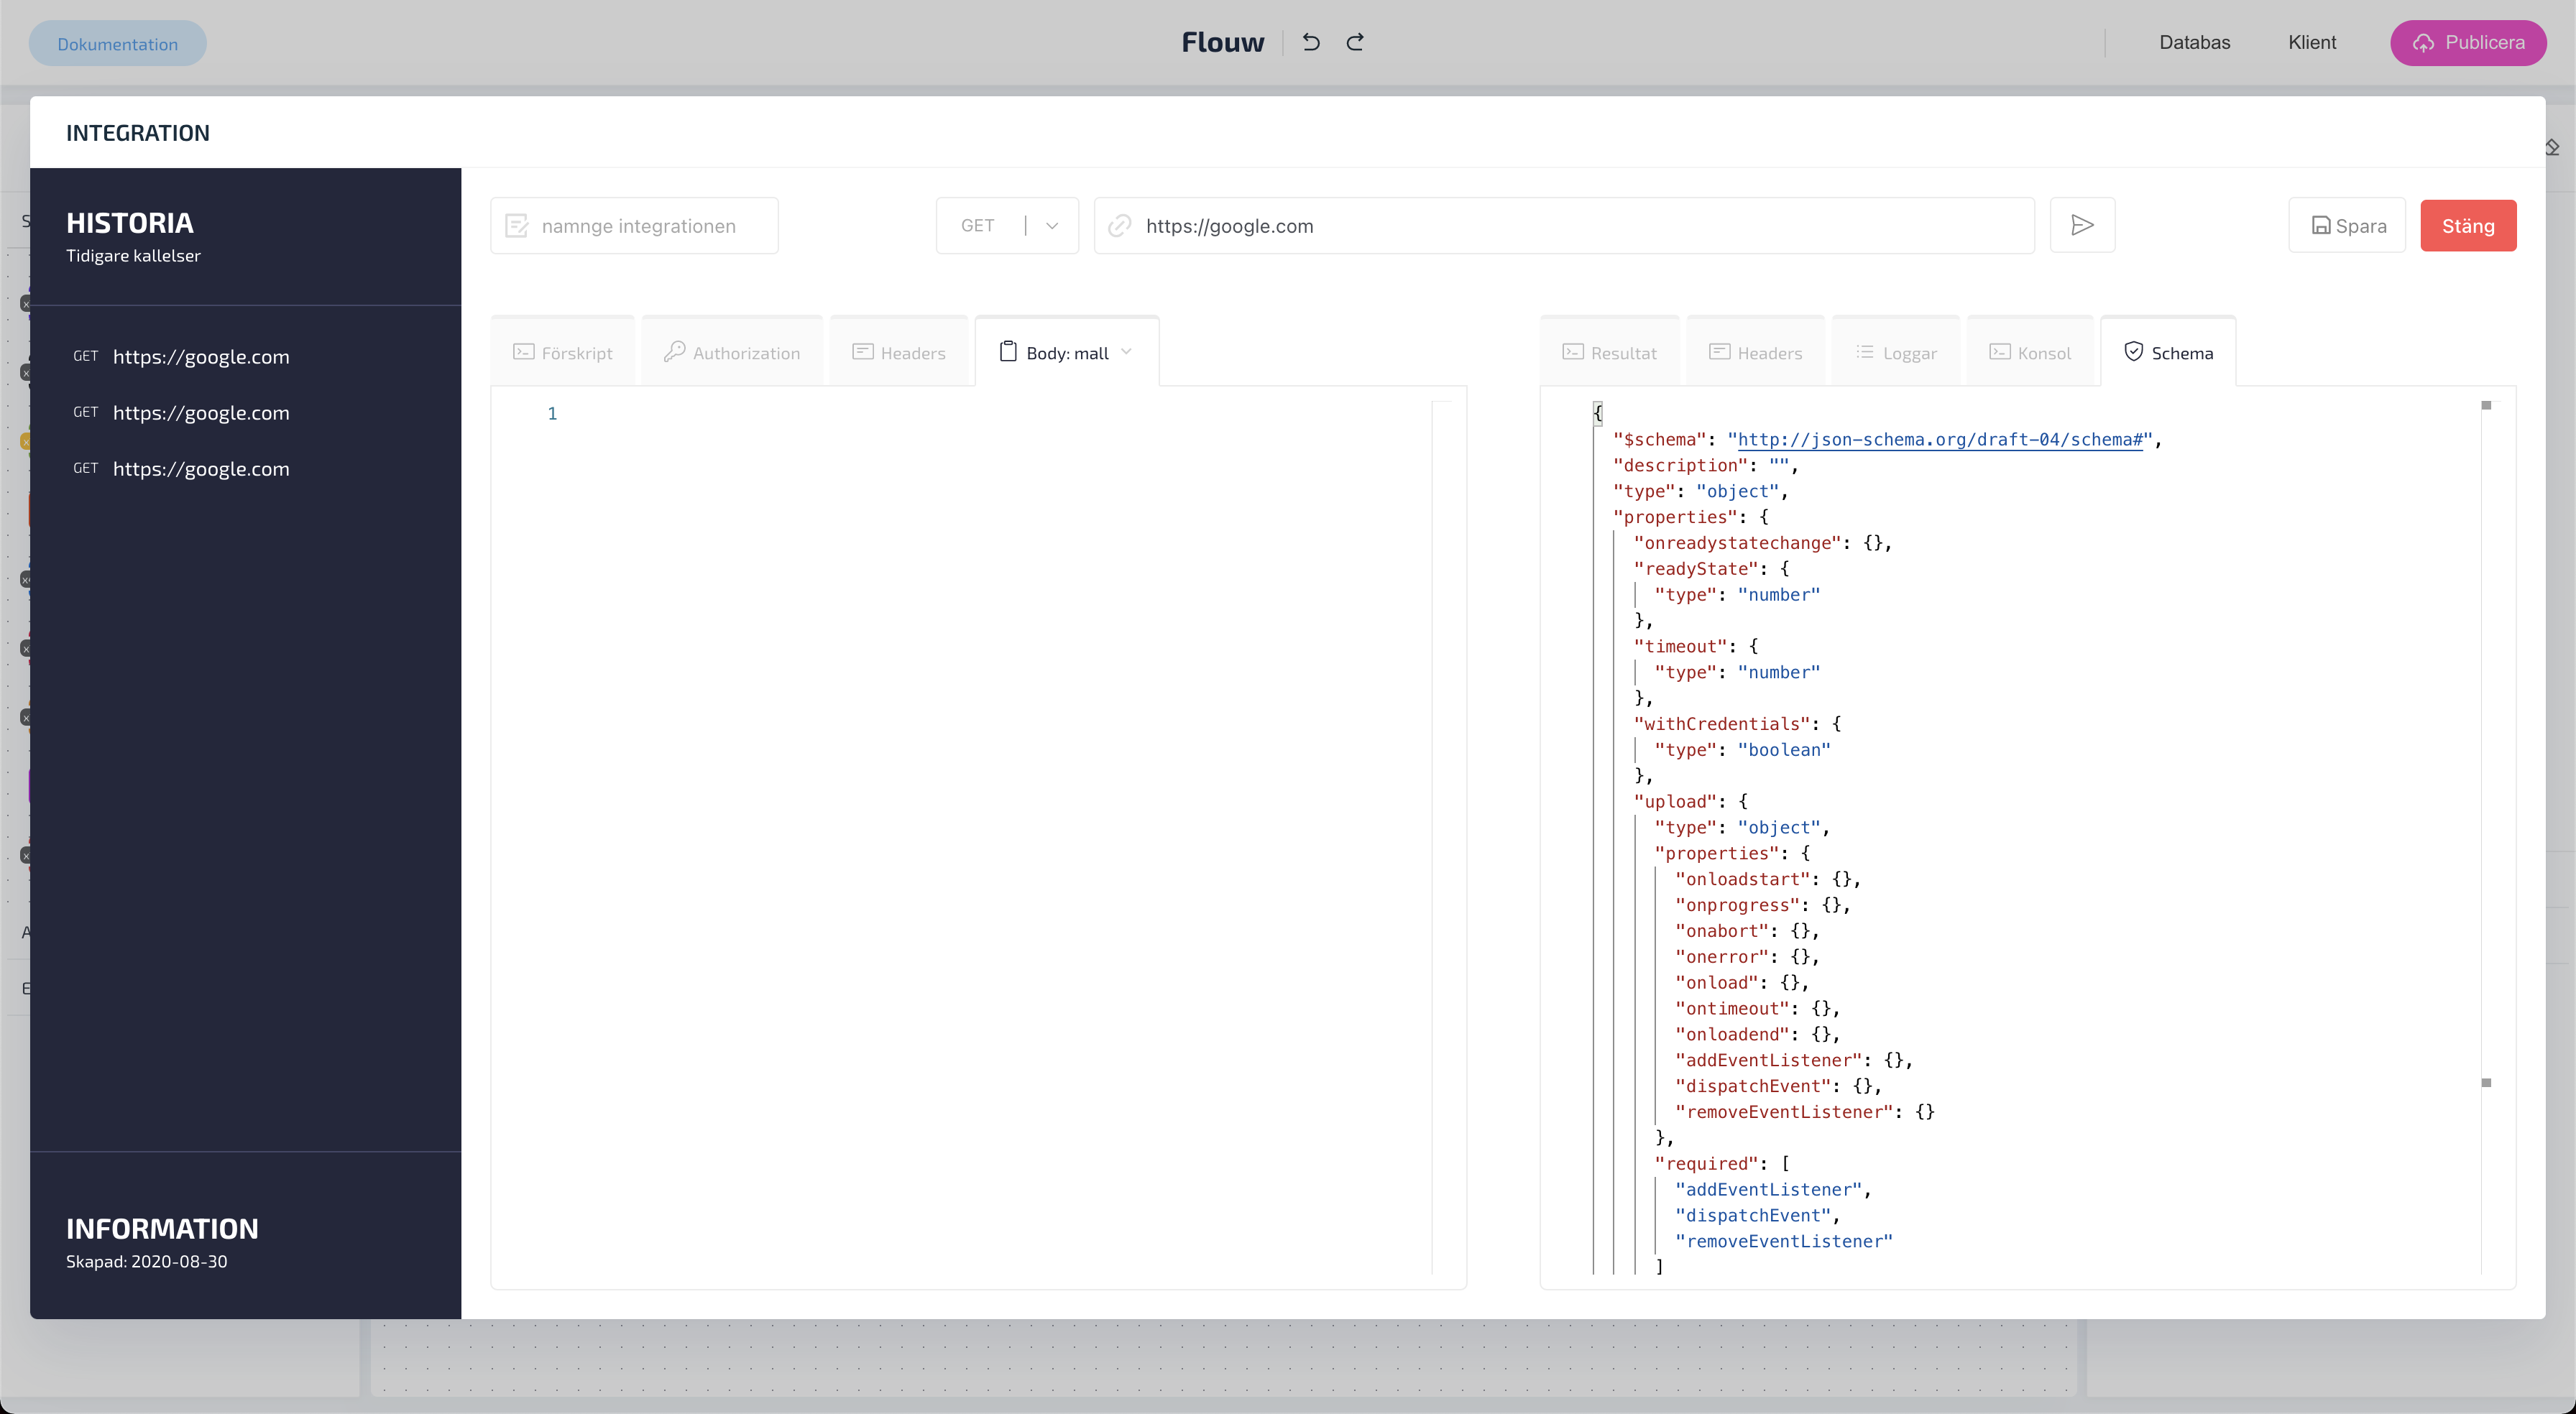 Dokumentation
Flouw
Databas
Klient
Publicera
INTEGRATION
HISTORIA
Tidigare kallelser
GET https://google.com
GET https://google.com
GET https://google.com
INFORMATION
Skapad: 2020-08-30
namnge integrationen
GET
https://google.com
Spara
Stäng
Förskript
Authorization
Headers
Body: mall
1
Resultat
Headers
Loggar
Konsol
Schema
{
"$schema": "http://json-schema.org/draft-04/schema#",
"description": "",
"type": "object",
"properties": {
"onreadystatechange": {},
"readyState": {
"type": "number"
},
"timeout": {
"type": "number"
},
"withCredentials": {
"type": "boolean"
},
"upload": {
"type": "object",
"properties": {
"onloadstart": {},
"onprogress": {},
"onabort": {},
"onerror": {},
"onload": {},
"ontimeout": {},
"onloadend": {},
"addEventListener": {},
"dispatchEvent": {},
"removeEventListener": {}
},
"required": [
"addEventListener",
"dispatchEvent",
"removeEventListener"
]